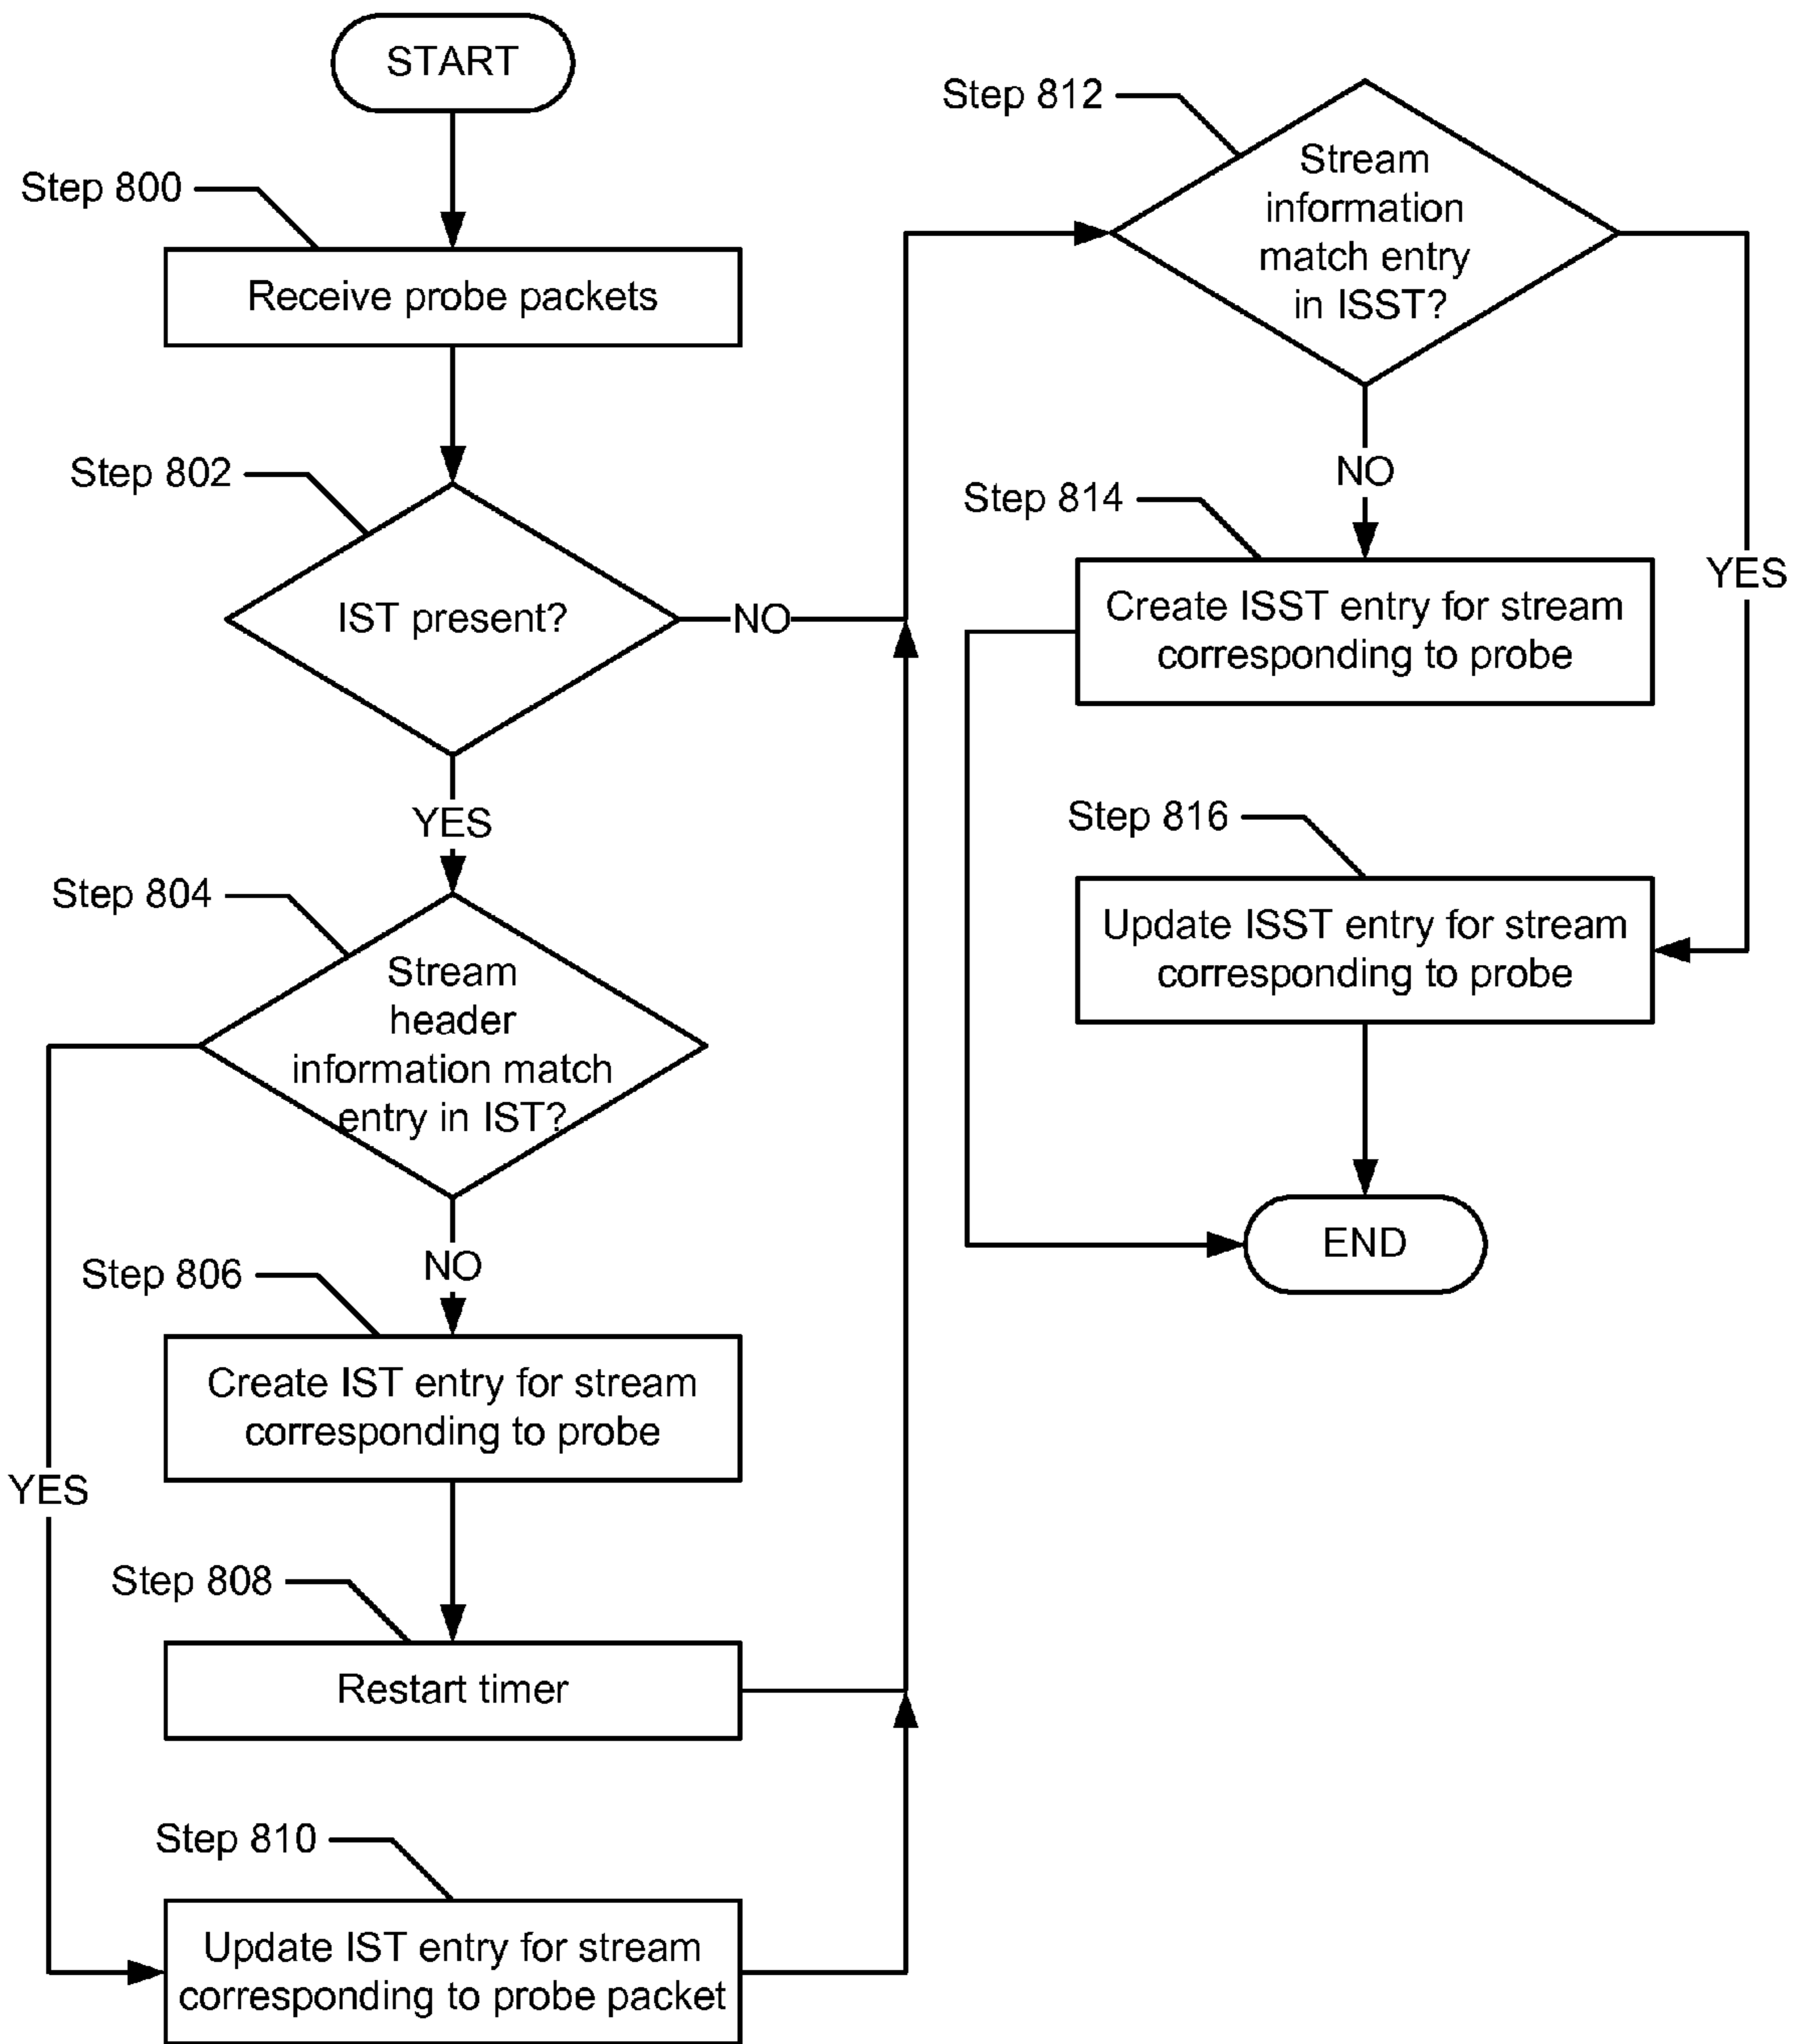 START
Step 800
Receive probe packets
Step 802
IST present?
NO
YES
Step 804
Stream
header
information match
entry in IST?
NO
YES
Step 806
Create IST entry for stream
corresponding to probe
Step 808
Restart timer
Step 810
Update IST entry for stream
corresponding to probe packet
Step 812
Stream
information
match entry
in ISST?
NO
YES
Step 814
Create ISST entry for stream
corresponding to probe
Step 816
Update ISST entry for stream
corresponding to probe
END